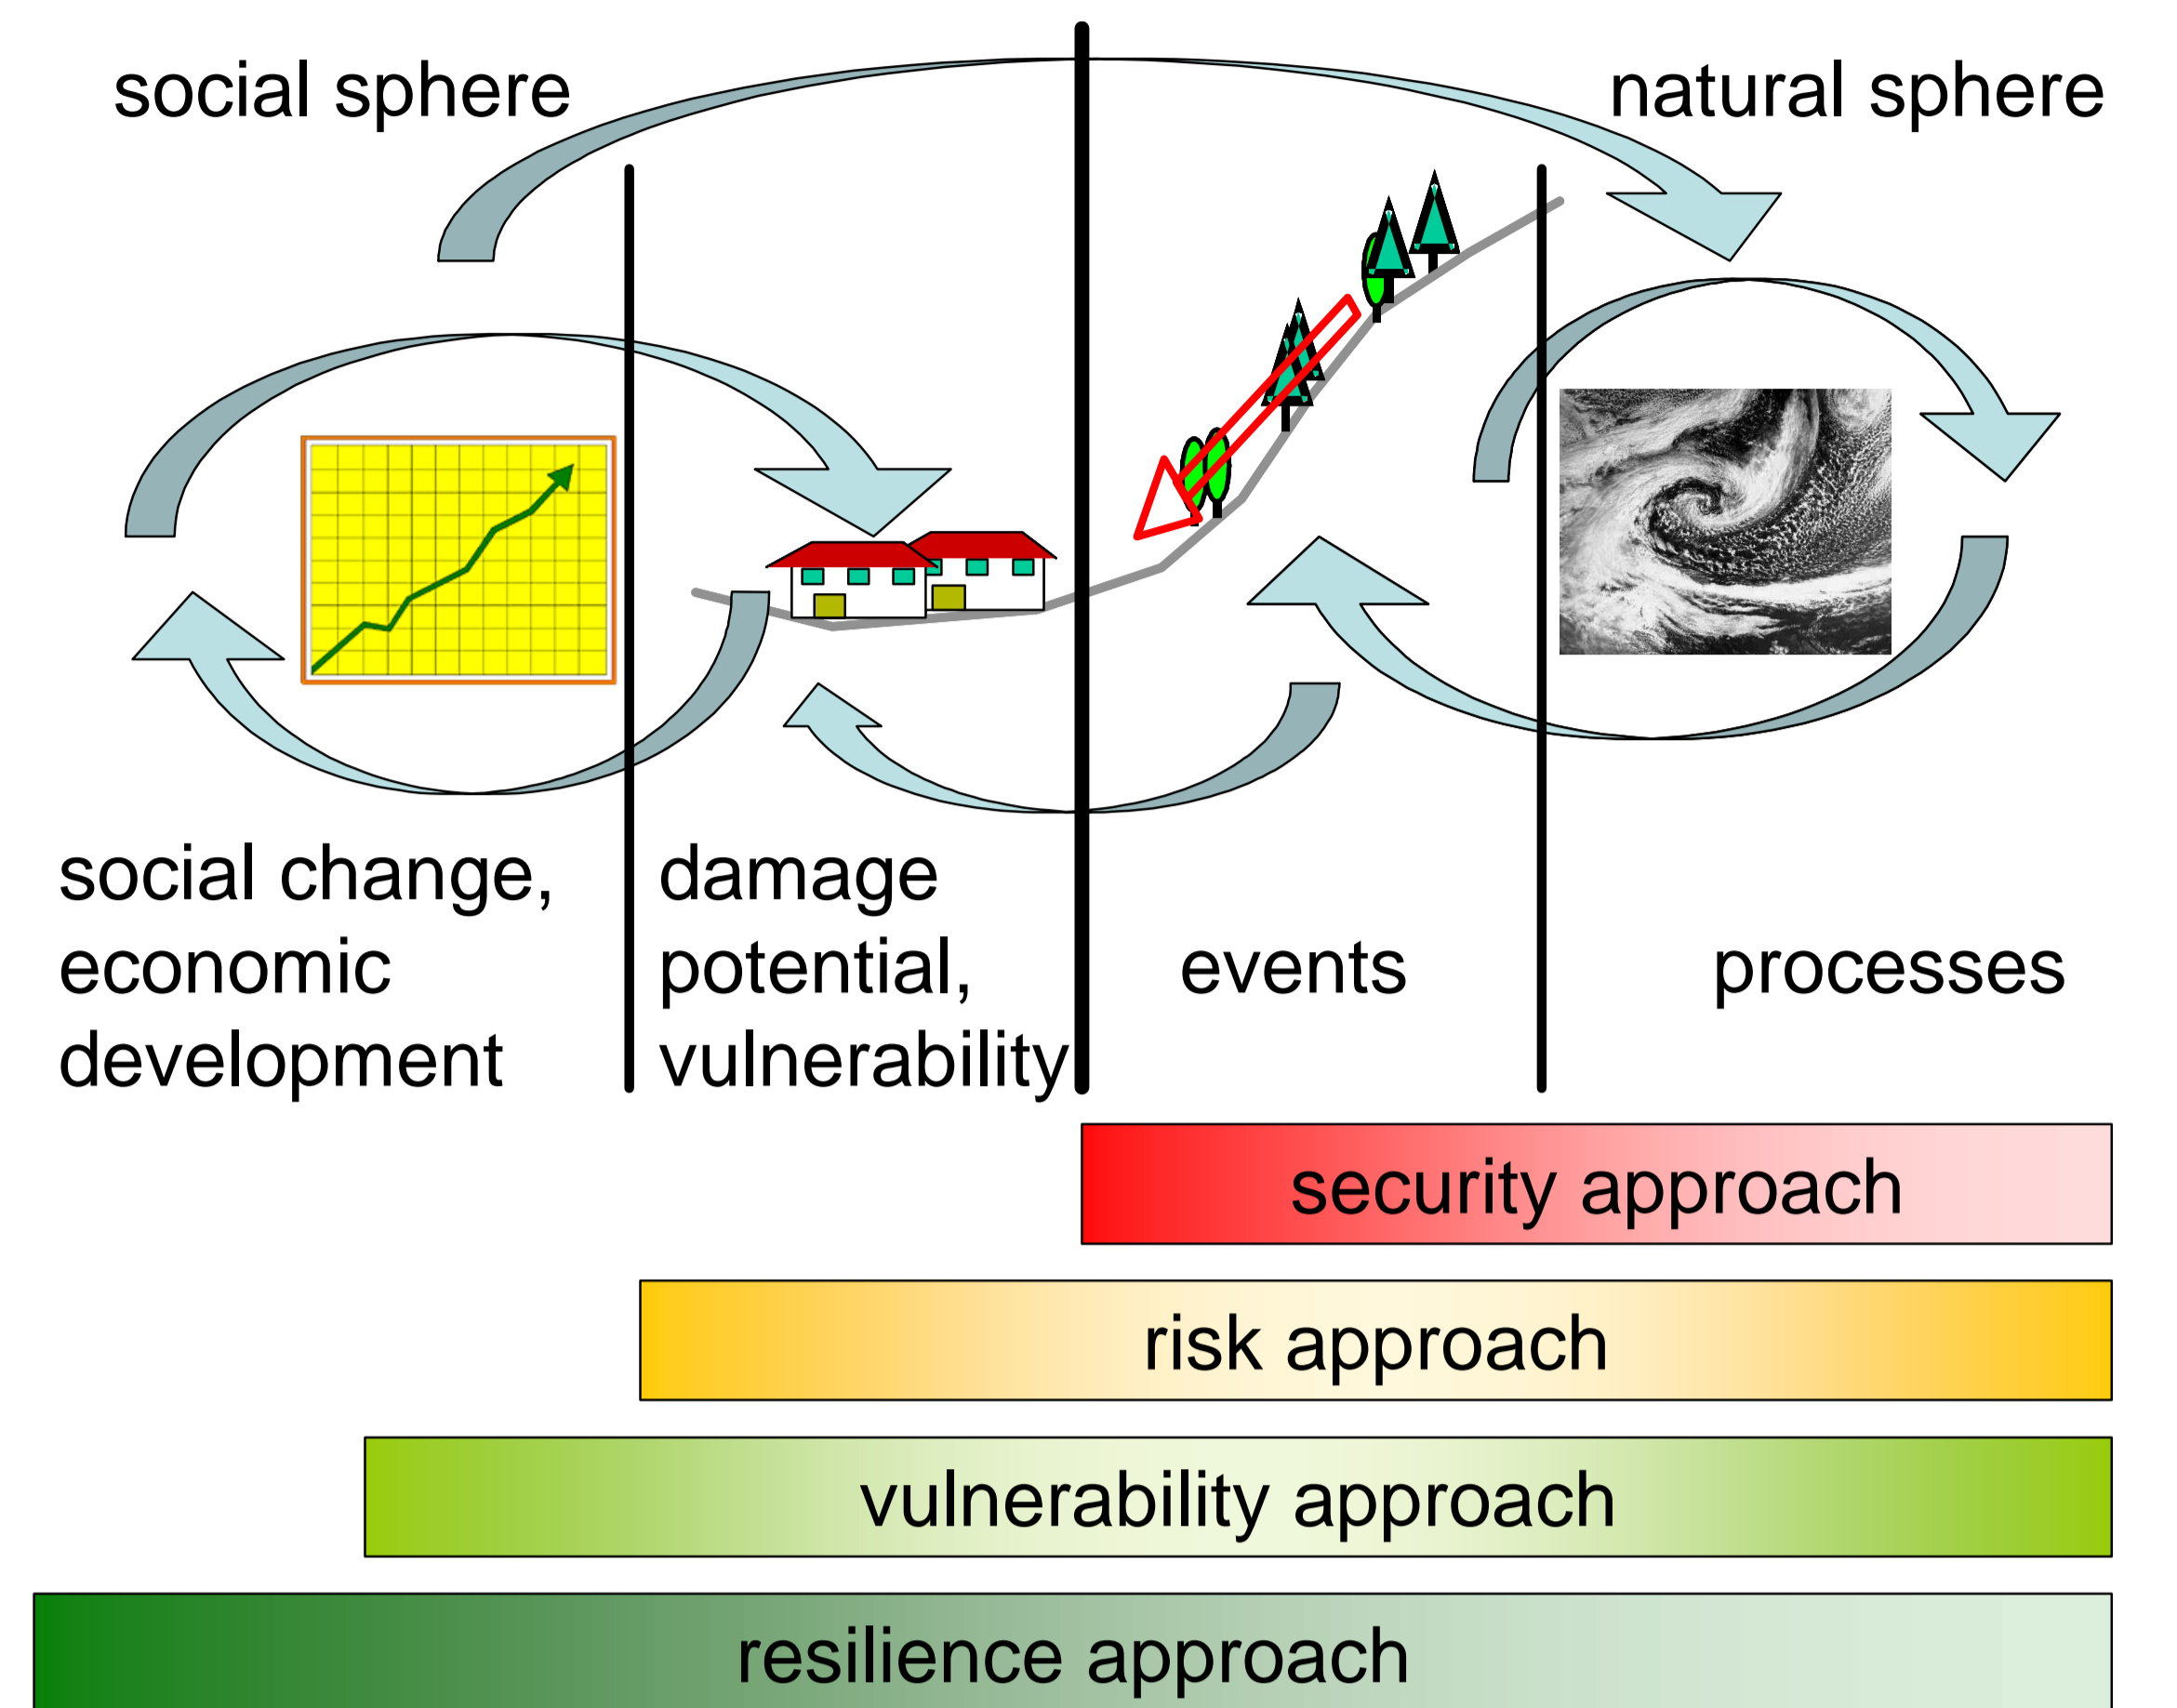 social sphere
natural sphere
social change,
economic
development
damage
potential,
vulnerability
events
processes
security approach
risk approach
vulnerability approach
resilience approach